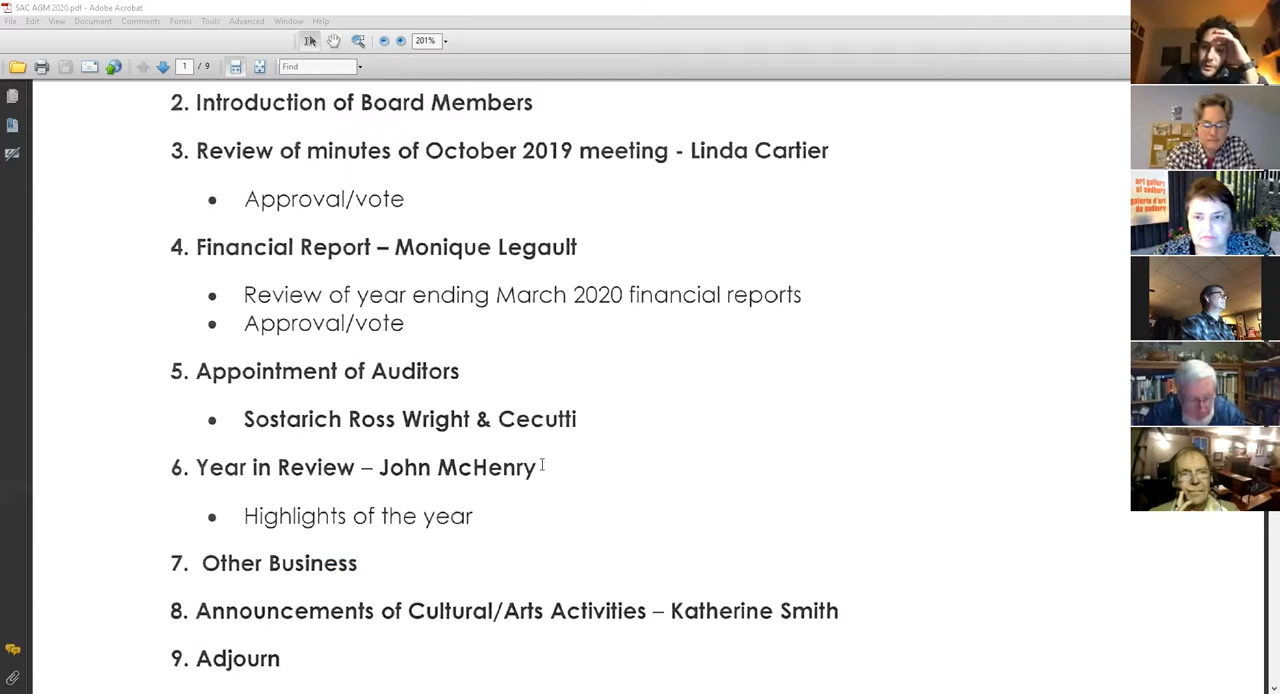 SAC AGM 2020.pdf - Adobe Acrobat
File Edit View Document Comments Forms Tools Advanced Window Help
201%
1 / 9 Find
2. Introduction of Board Members
3. Review of minutes of October 2019 meeting - Linda Cartier
• Approval/vote
4. Financial Report – Monique Legault
• Review of year ending March 2020 financial reports
• Approval/vote
5. Appointment of Auditors
• Sostarich Ross Wright & Cecutti
6. Year in Review – John McHenry
• Highlights of the year
7. Other Business
8. Announcements of Cultural/Arts Activities – Katherine Smith
9. Adjourn
art gallery
of sudbury
galerie d'art
de sudbury